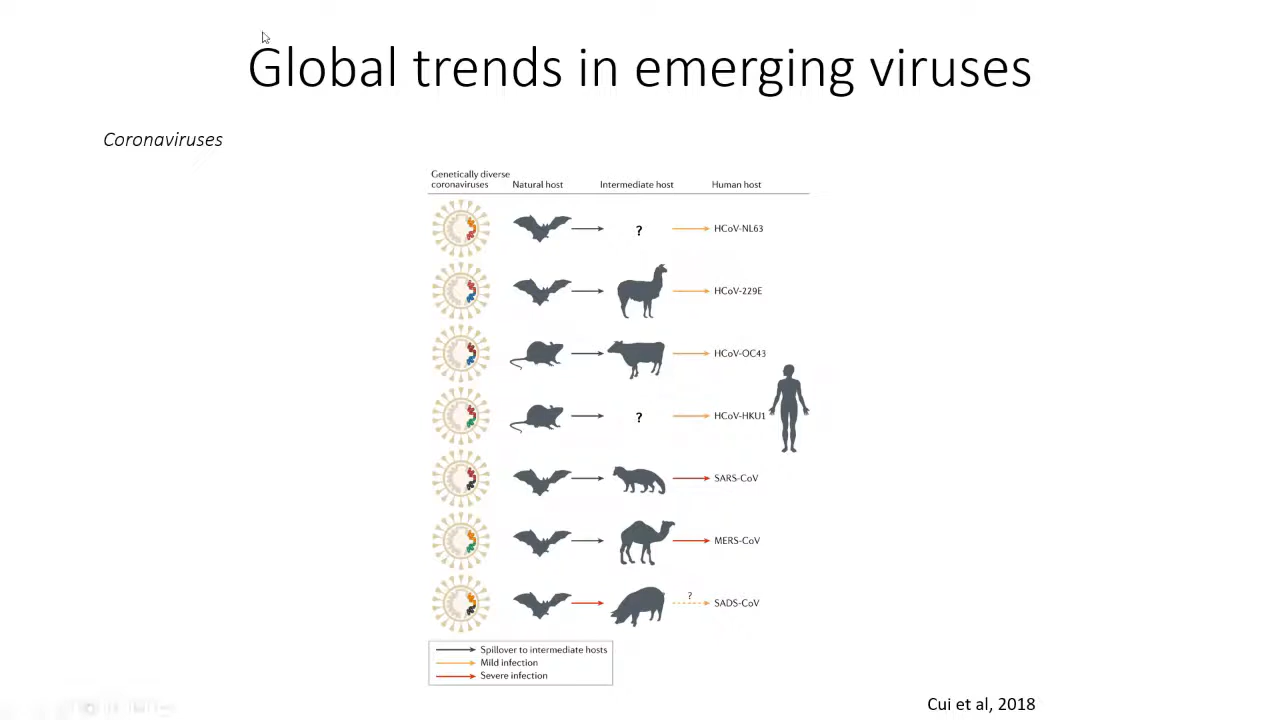 Global trends in emerging viruses
Coronaviruses
Genetically diverse
coronaviruses Natural host Intermediate host Human host
? HCoV-NL63
HCoV-229E
HCoV-OC43
? HCoV-HKU1
SARS-CoV
MERS-CoV
? SADS-CoV
Spillover to intermediate hosts
Mild infection
Severe infection
Cui et al, 2018